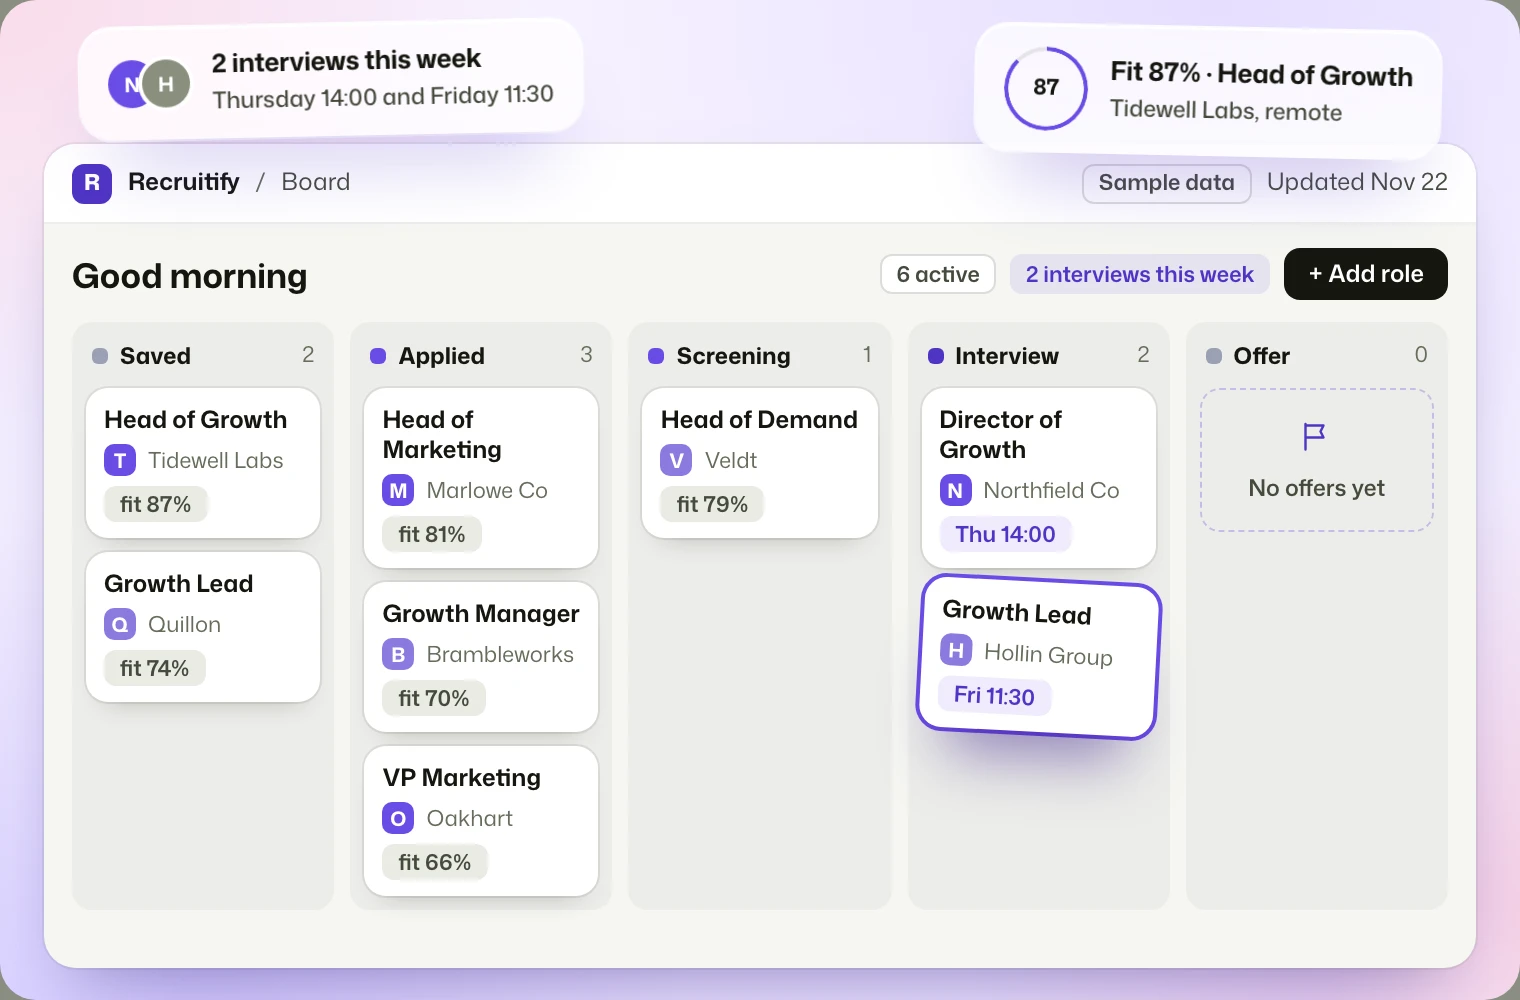 N H
2 interviews this week
Thursday 14:00 and Friday 11:30
87
Fit 87% · Head of Growth
Tidewell Labs, remote
R Recruitify / Board
Sample data Updated Nov 22
Good morning
6 active 2 interviews this week + Add role
Saved 2
Head of Growth
T Tidewell Labs
fit 87%
Growth Lead
Q Quillon
fit 74%
Applied 3
Head of
Marketing
M Marlowe Co
fit 81%
Growth Manager
B Brambleworks
fit 70%
VP Marketing
O Oakhart
fit 66%
Screening 1
Head of Demand
V Veldt
fit 79%
Interview 2
Director of
Growth
N Northfield Co
Thu 14:00
Growth Lead
H Hollin Group
Fri 11:30
Offer 0
No offers yet